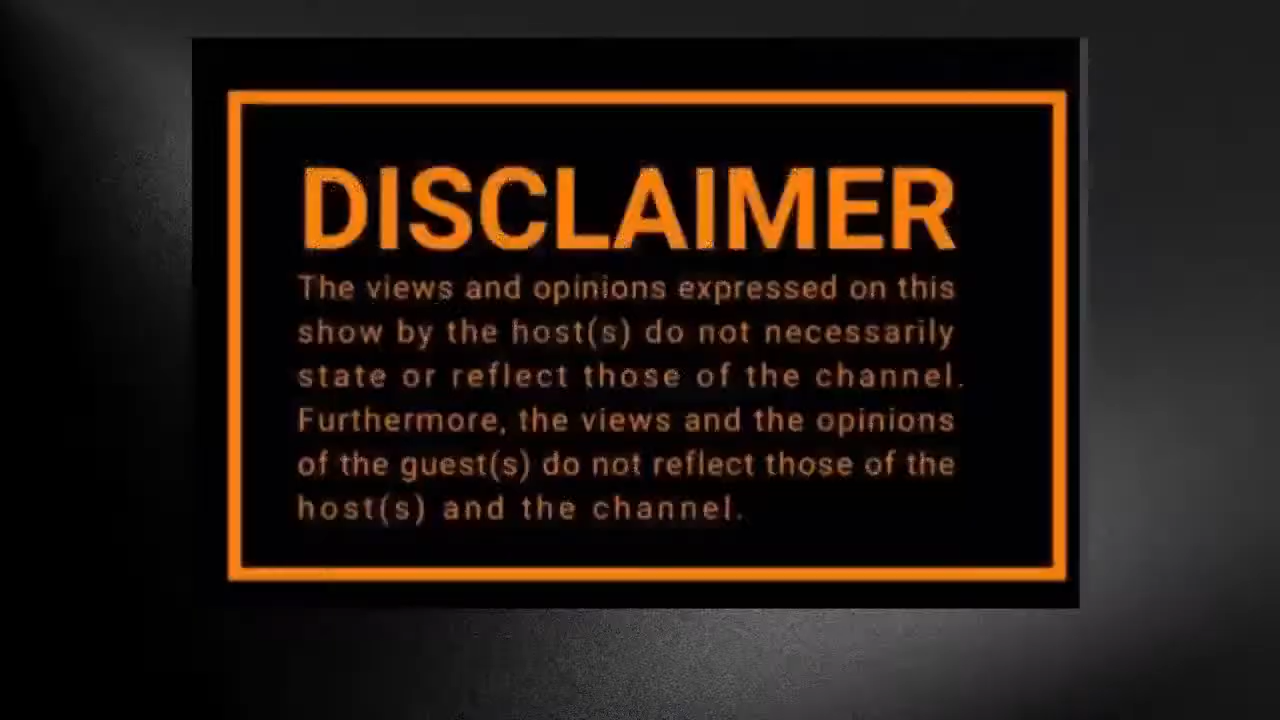 DISCLAIMER
The views and opinions expressed on this
show by the host(s) do not necessarily
state or reflect those of the channel.
Furthermore, the views and the opinions
of the guest(s) do not reflect those of the
host(s) and the channel.